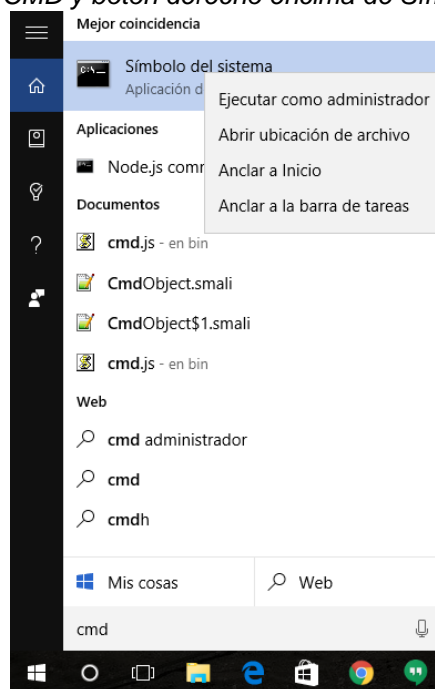 CMD y botón derecho encima de
Mejor coincidencia
Símbolo del sistema
Aplicación d
Ejecutar como administrador
Abrir ubicación de archivo
Anclar a Inicio
Anclar a la barra de tareas
Aplicaciones
Node.js comm
Documentos
cmd.js - en bin
CmdObject.smali
CmdObject$1.smali
cmd.js - en bin
Web
cmd administrador
cmd
cmdh
Mis cosas
Web
cmd